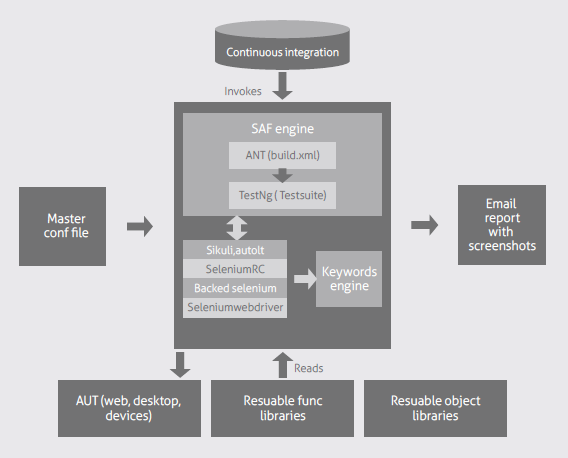 Continuous integration
Invokes
SAF engine
ANT (build.xml)
TestNg ( Testsuite)
Master
conf file
Email
report
with
screenshots
Sikuli,autoIt
SeleniumRC
Backed selenium
Seleniumwebdriver
Keywords
engine
Reads
AUT (web, desktop,
devices)
Resuable func
libraries
Resuable object
libraries